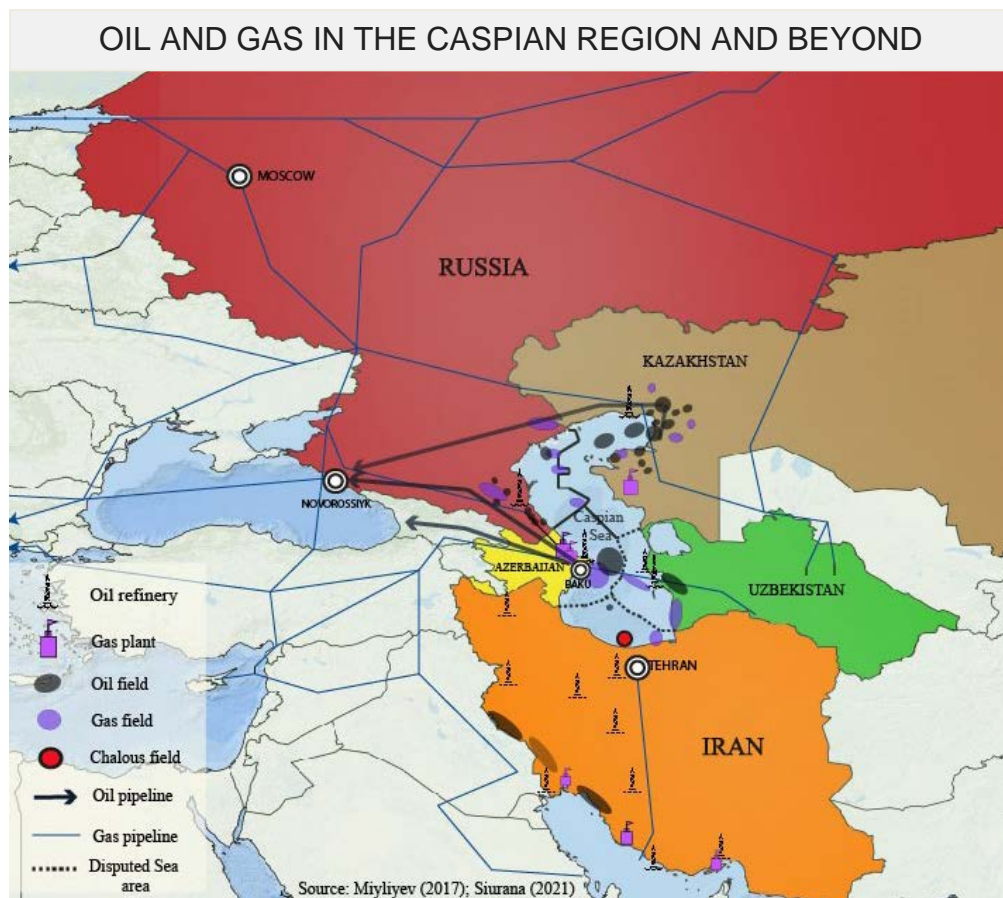 OIL AND GAS IN THE CASPIAN REGION AND BEYOND
MOSCOW
RUSSIA
KAZAKHSTAN
NOVOROSSIYK
Caspian
Sea
AZERBAIJAN
BAKU
UZBEKISTAN
TEHRAN
IRAN
Oil refinery
Gas plant
Oil field
Gas field
Chalous field
Oil pipeline
Gas pipeline
Disputed Sea
area
Source: Miyliyev (2017); Siurana (2021)